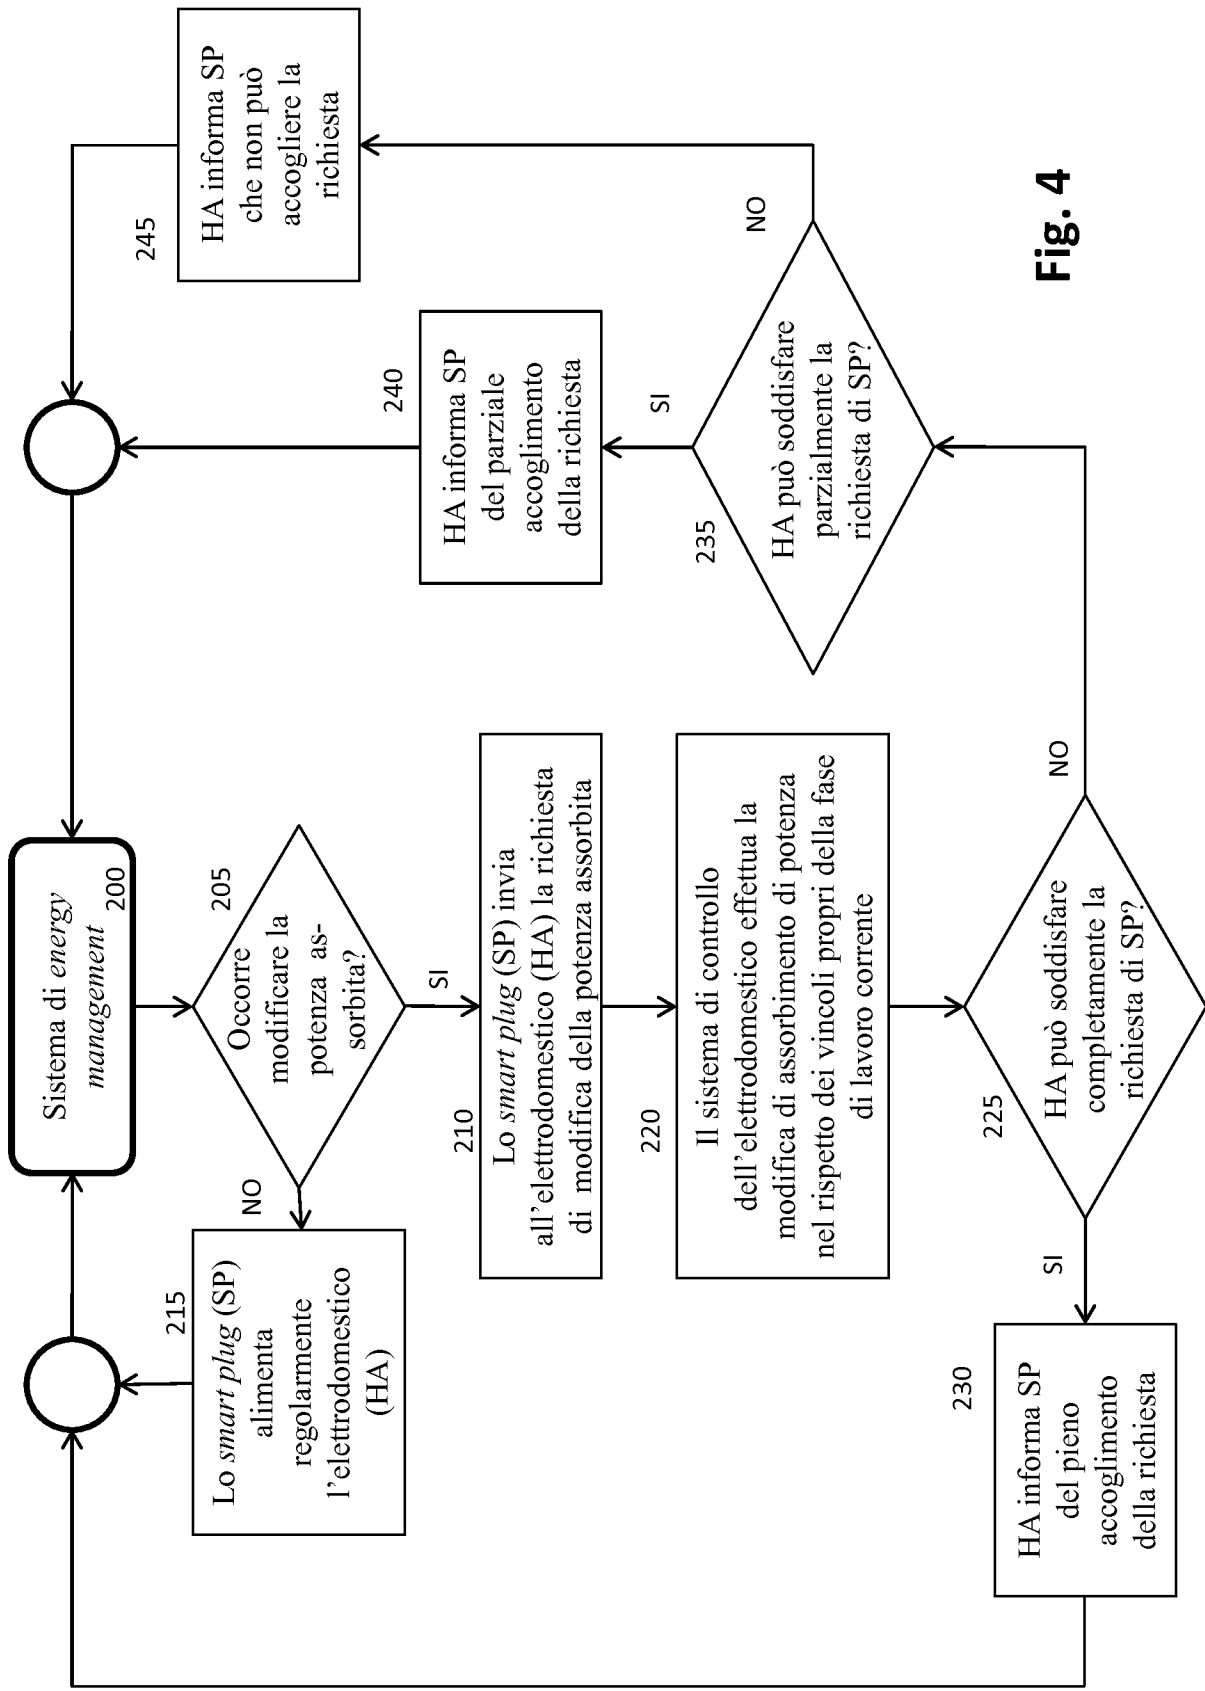 Sistema di energy
management
200
205
Occorre
modificare la
potenza as-
sorbita?
NO
SI
215
Lo smart plug (SP)
alimenta
regolarmente
l'elettrodomestico
(HA)
210
Lo smart plug (SP) invia
all'elettrodomestico (HA) la richiesta
di modifica della potenza assorbita
220
Il sistema di controllo
dell'elettrodomestico effettua la
modifica di assorbimento di potenza
nel rispetto dei vincoli propri della fase
di lavoro corrente
225
HA può soddisfare
completamente la
richiesta di SP?
SI
NO
230
HA informa SP
del pieno
accoglimento
della richiesta
235
HA può soddisfare
parzialmente la
richiesta di SP?
SI
NO
240
HA informa SP
del parziale
accoglimento
della richiesta
245
HA informa SP
che non può
accogliere la
richiesta
Fig. 4